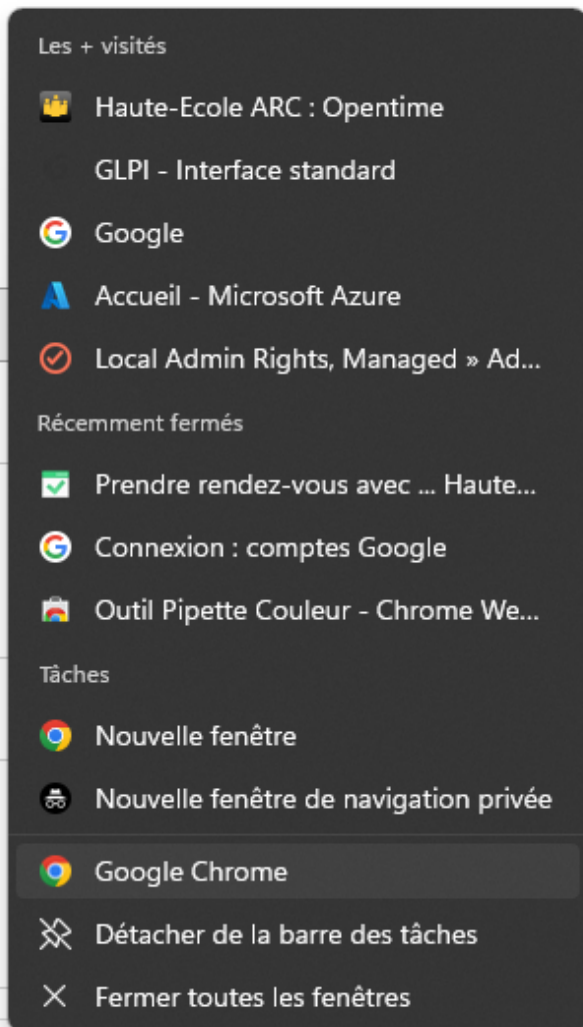 Les + visités
Haute-Ecole ARC : Opentime
GLPI - Interface standard
Google
Accueil - Microsoft Azure
Local Admin Rights, Managed » Ad...
Récemment fermés
Prendre rendez-vous avec ... Haute...
Connexion : comptes Google
Outil Pipette Couleur - Chrome We...
Tâches
Nouvelle fenêtre
Nouvelle fenêtre de navigation privée
Google Chrome
Détacher de la barre des tâches
Fermer toutes les fenêtres